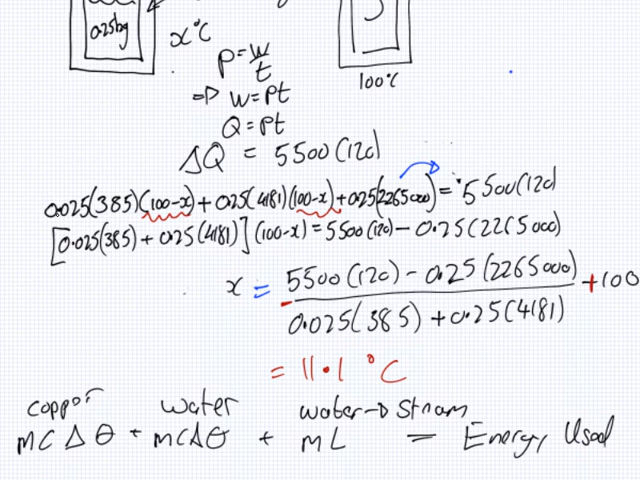 0.25kg
x°C
100°C
P=W/t
⇒ W=Pt
Q=Pt
ΔQ = 5500(120)
0.025(385)(100-x)+0.25(4181)(100-x)+0.25(2265000)=5500(120)
[0.025(385)+0.25(4181)](100-x)=5500(120)-0.25(2265000)
x = -(5500(120)-0.25(2265000))/(0.025(385)+0.25(4181)) +100
= 11.1°C
copper water water→steam
mCΔθ + mCΔθ + mL = Energy Used